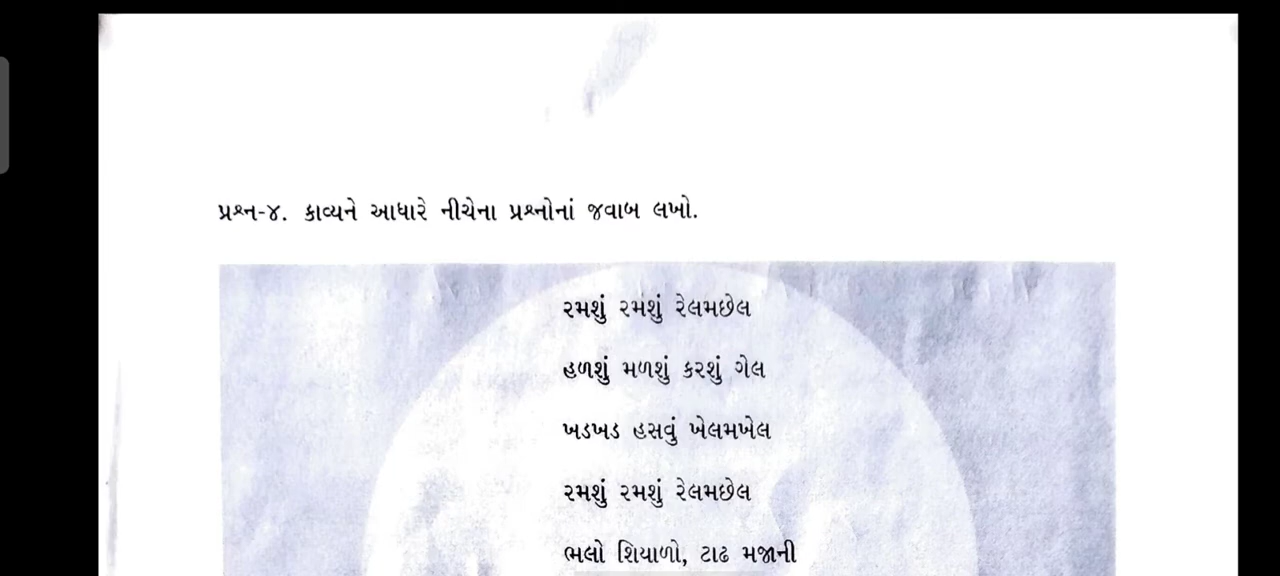 પ્રશ્ન-૪. કાવ્યને આધારે નીચેના પ્રશ્નોનાં જવાબ લખો.
રમશું રમશું રેલમછેલ
હળશું મળશું કરશું ગેલ
ખડખડ હસવું ખેલમખેલ
રમશું રમશું રેલમછેલ
ભલો શિયાળો, ટાઢ મજાની